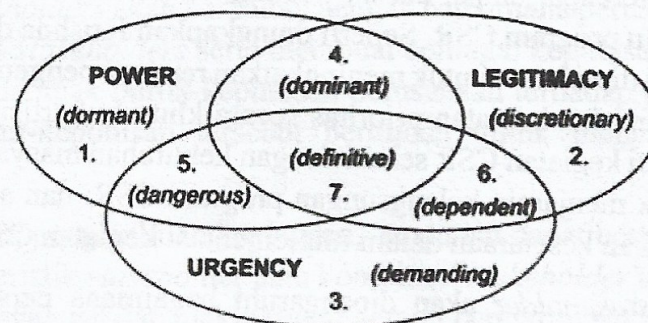 4.
POWER
(dominant)
LEGITIMACY
(dormant)
(discretionary)
1.
5.
(definitive)
6.
2.
(dangerous)
7.
(dependent)
URGENCY
(demanding)
3.